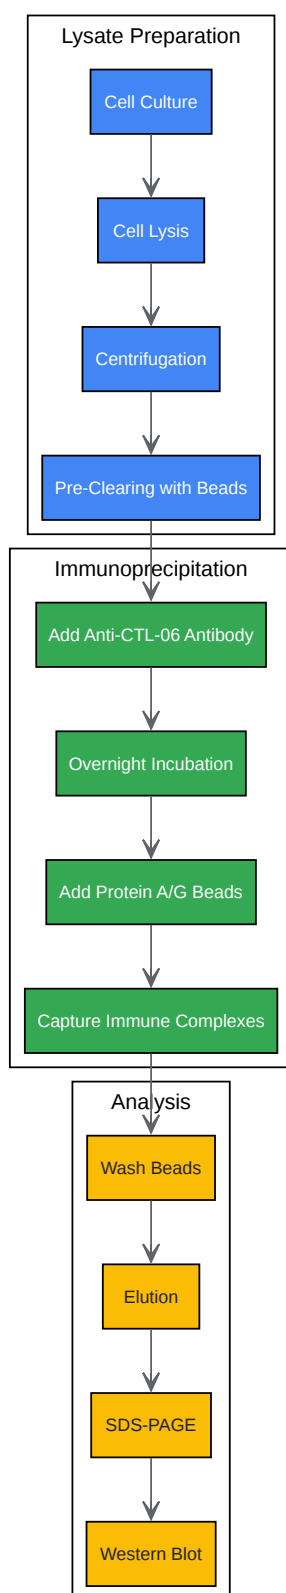 Lysate Preparation
Cell Culture
Cell Lysis
Centrifugation
Pre-Clearing with Beads
Immunoprecipitation
Add Anti-CTL-06 Antibody
Overnight Incubation
Add Protein A/G Beads
Capture Immune Complexes
Analysis
Wash Beads
Elution
SDS-PAGE
Western Blot